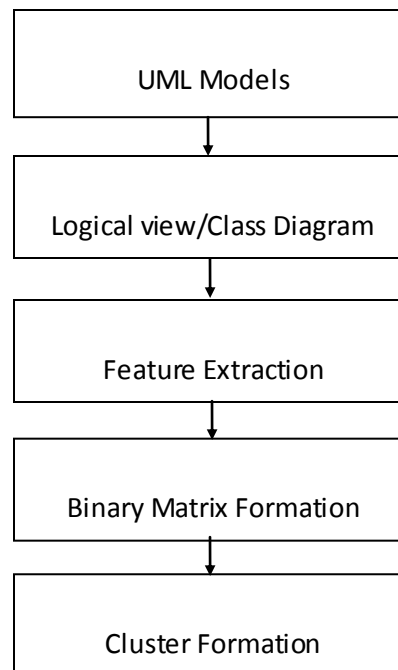 UML Models
Logical view/Class Diagram
Feature Extraction
Binary Matrix Formation
Cluster Formation